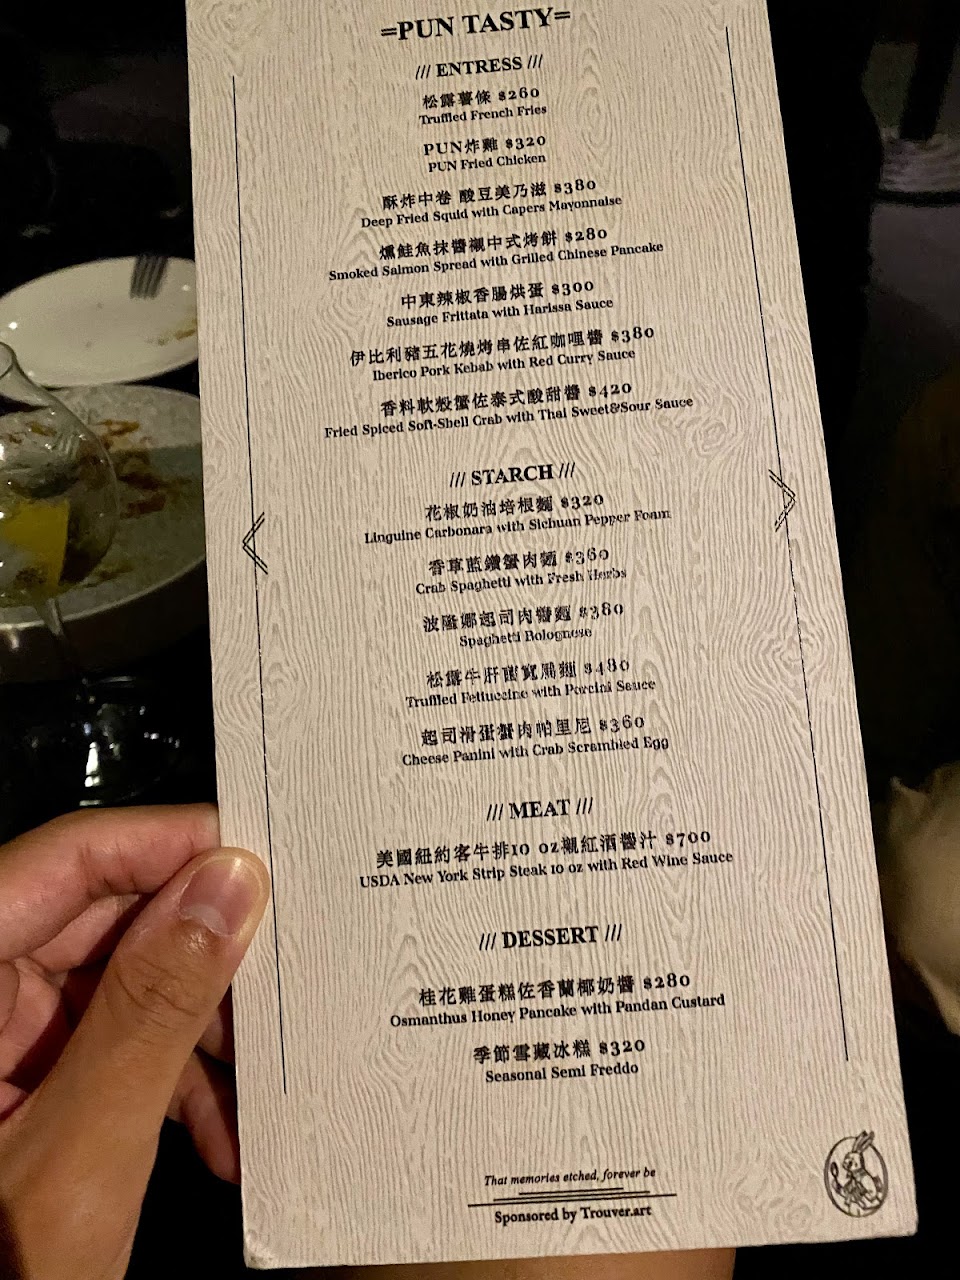 =PUN TASTY=
/// ENTRESS ///
松露薯條 $260
Truffled French Fries
PUN炸雞 $320
PUN Fried Chicken
酥炸中卷 酸豆美乃滋 $380
Deep Fried Squid with Capers Mayonnaise
燻鮭魚抹醬襯中式烤餅 $280
Smoked Salmon Spread with Grilled Chinese Pancake
中東辣椒香腸烘蛋 $300
Sausage Frittata with Harissa Sauce
伊比利豬五花燒烤串佐紅咖哩醬 $380
Iberico Pork Kebab with Red Curry Sauce
香料軟殼蟹佐泰式酸甜醬 $420
Fried Spiced Soft-Shell Crab with Thai Sweet&Sour Sauce
/// STARCH ///
花椒奶油培根麵 $320
Linguine Carbonara with Sichuan Pepper Foam
香草藍鑽蟹肉麵 $360
Crab Spaghetti with Fresh Herbs
波隆娜起司肉醬麵 $380
Spaghetti Bolognese
松露牛肝菌寬扁麵 $480
Truffled Fettuccine with Porcini Sauce
起司滑蛋蟹肉帕里尼 $360
Cheese Panini with Crab Scrambled Egg
/// MEAT ///
美國紐約客牛排10 oz襯紅酒醬汁 $700
USDA New York Strip Steak 10 oz with Red Wine Sauce
/// DESSERT ///
桂花雞蛋糕佐香蘭椰奶醬 $280
Osmanthus Honey Pancake with Pandan Custard
季節雪藏冰糕 $320
Seasonal Semi Freddo
That memories etched, forever be
Sponsored by Trouver.art